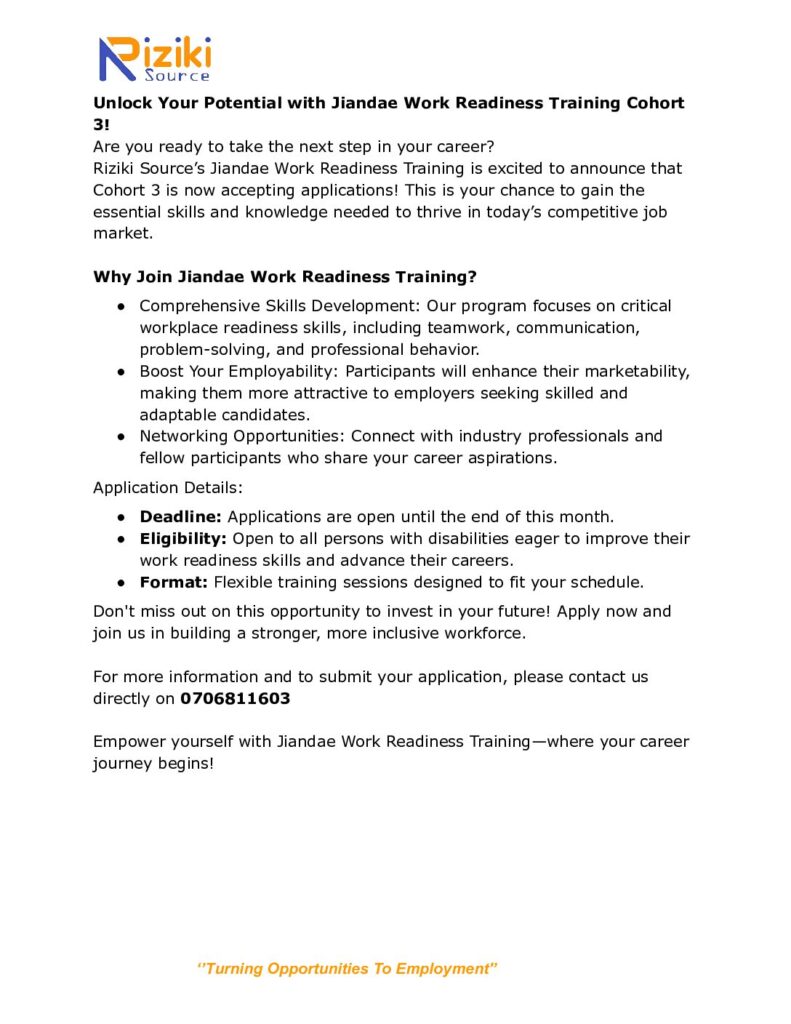 Riziki
Source
Unlock Your Potential with Jiandae Work Readiness Training Cohort
3!
Are you ready to take the next step in your career?
Riziki Source’s Jiandae Work Readiness Training is excited to announce that
Cohort 3 is now accepting applications! This is your chance to gain the
essential skills and knowledge needed to thrive in today’s competitive job
market.
Why Join Jiandae Work Readiness Training?
● Comprehensive Skills Development: Our program focuses on critical
workplace readiness skills, including teamwork, communication,
problem-solving, and professional behavior.
● Boost Your Employability: Participants will enhance their marketability,
making them more attractive to employers seeking skilled and
adaptable candidates.
● Networking Opportunities: Connect with industry professionals and
fellow participants who share your career aspirations.
Application Details:
● Deadline: Applications are open until the end of this month.
● Eligibility: Open to all persons with disabilities eager to improve their
work readiness skills and advance their careers.
● Format: Flexible training sessions designed to fit your schedule.
Don't miss out on this opportunity to invest in your future! Apply now and
join us in building a stronger, more inclusive workforce.
For more information and to submit your application, please contact us
directly on 0706811603
Empower yourself with Jiandae Work Readiness Training—where your career
journey begins!
‘’Turning Opportunities To Employment’’